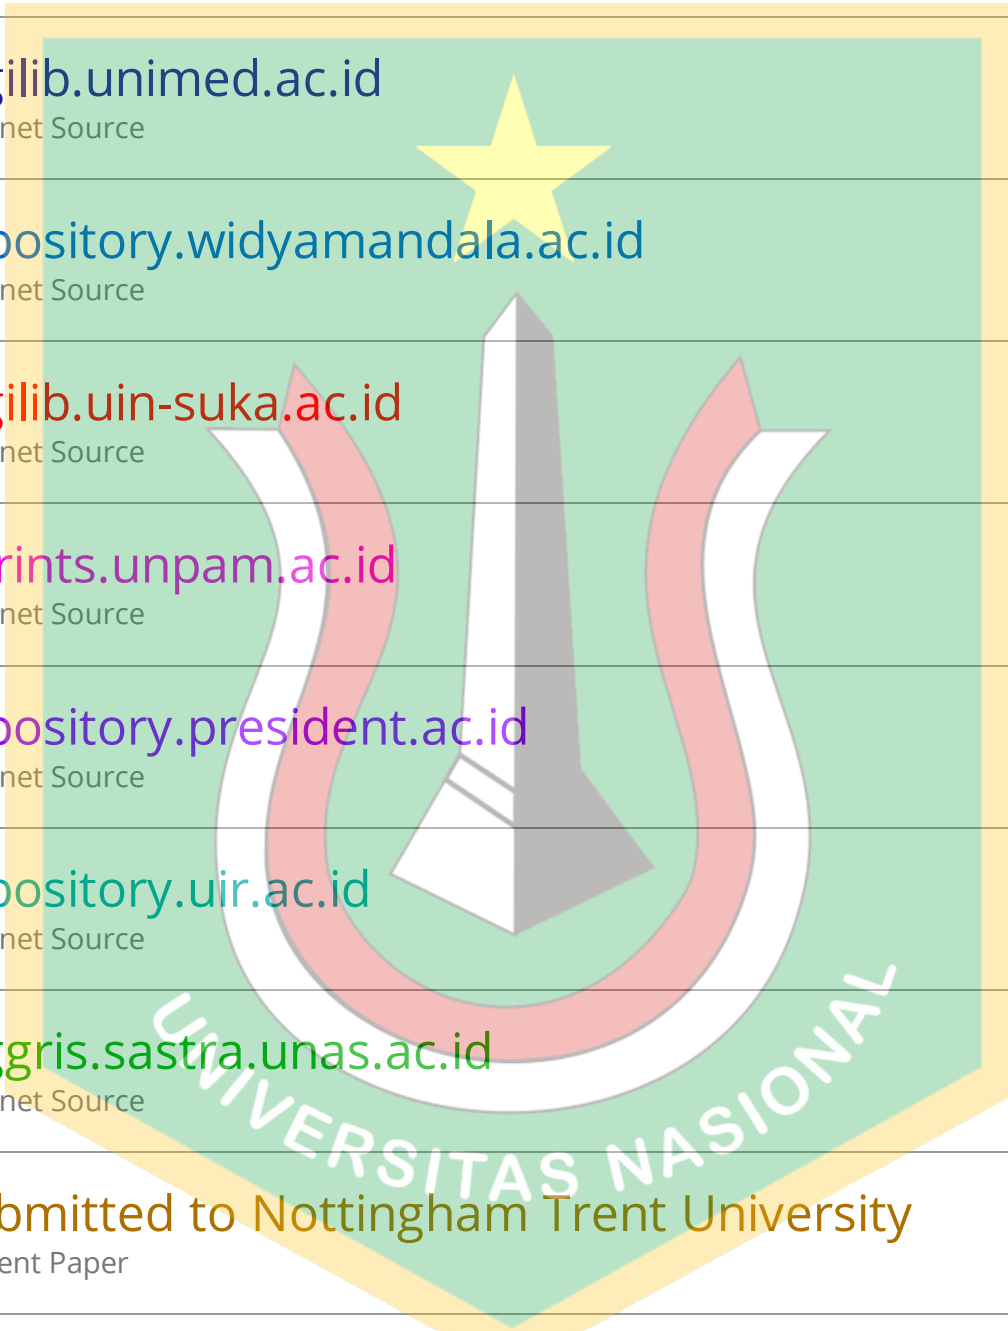 gilib.unimed.ac.id
net Source
pository.widyamandala.ac.id
net Source
gilib.uin-suka.ac.id
net Source
rints.unpam.ac.id
net Source
pository.president.ac.id
net Source
pository.uir.ac.id
net Source
ggris.sastra.unas.ac.id
net Source
UNIVERSITAS NASIONAL
bmitted to Nottingham Trent University
ent Paper